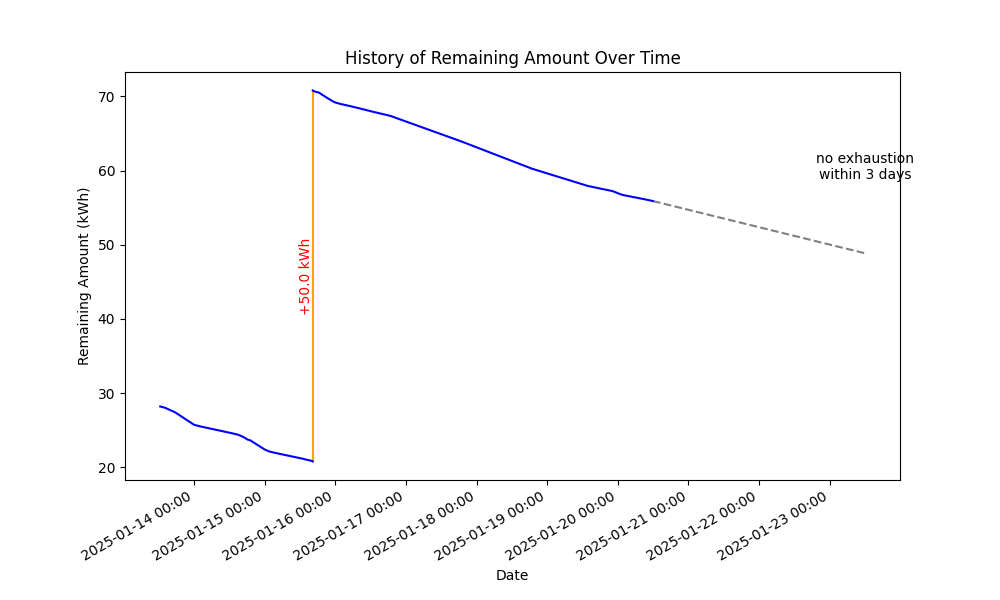 History of Remaining Amount Over Time
Remaining Amount (kWh)
70
60
50
40
30
20
+50.0 kWh
no exhaustion
within 3 days
2025-01-14 00:00
2025-01-15 00:00
2025-01-16 00:00
2025-01-17 00:00
2025-01-18 00:00
2025-01-19 00:00
2025-01-20 00:00
2025-01-21 00:00
2025-01-22 00:00
2025-01-23 00:00
Date